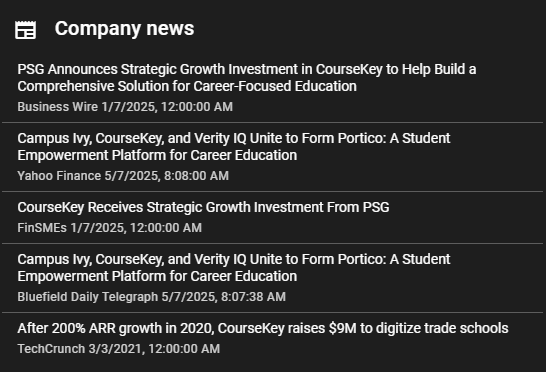 Company news
PSG Announces Strategic Growth Investment in CourseKey to Help Build a
Comprehensive Solution for Career-Focused Education
Business Wire 1/7/2025, 12:00:00 AM
Campus Ivy, CourseKey, and Verity IQ Unite to Form Portico: A Student
Empowerment Platform for Career Education
Yahoo Finance 5/7/2025, 8:08:00 AM
CourseKey Receives Strategic Growth Investment From PSG
FinSMEs 1/7/2025, 12:00:00 AM
Campus Ivy, CourseKey, and Verity IQ Unite to Form Portico: A Student
Empowerment Platform for Career Education
Bluefield Daily Telegraph 5/7/2025, 8:07:38 AM
After 200% ARR growth in 2020, CourseKey raises $9M to digitize trade schools
TechCrunch 3/3/2021, 12:00:00 AM